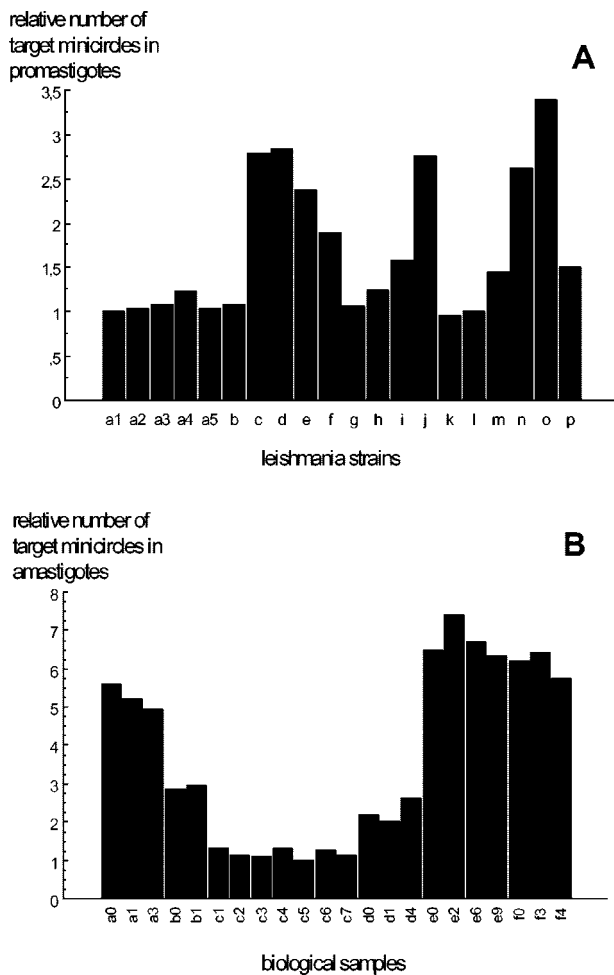 relative number of
target minicircles in
promastigotes
A
3,5
3
2,5
2
1,5
1
,5
0
a1 a2 a3 a4 a5 b c d e f g h i j k l m n o p
leishmania strains
relative number of
target minicircles in
amastigotes
B
8
7
6
5
4
3
2
1
0
a0 a1 a3 b0 b1 c1 c2 c3 c4 c5 c6 c7 d0 d1 d4 e0 e2 e6 e9 f0 f3 f4
biological samples